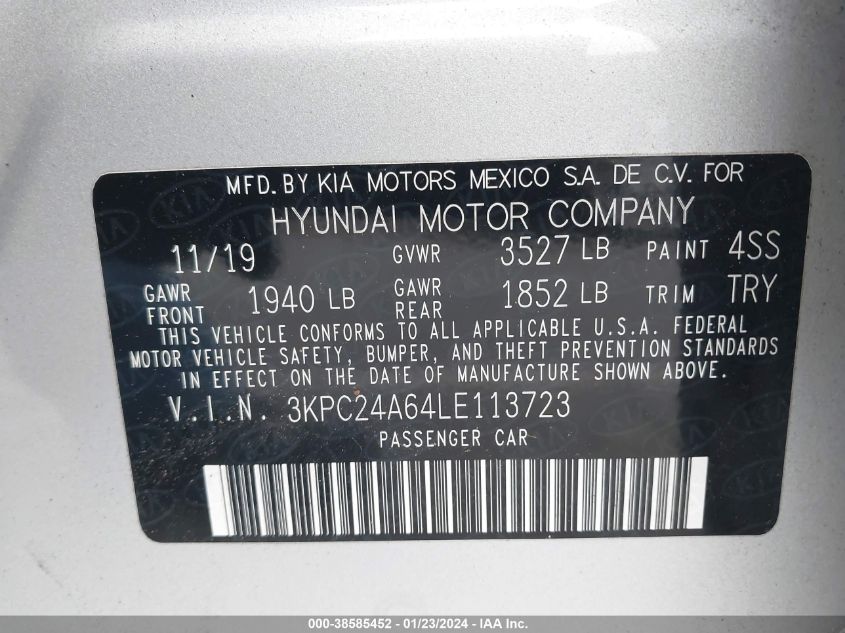 MFD. BY KIA MOTORS MEXICO S.A. DE C.V. FOR
HYUNDAI MOTOR COMPANY
11/19 GVWR 3527 LB PAINT 4SS
GAWR FRONT 1940 LB GAWR REAR 1852 LB TRIM TRY
THIS VEHICLE CONFORMS TO ALL APPLICABLE U.S.A. FEDERAL
MOTOR VEHICLE SAFETY, BUMPER, AND THEFT PREVENTION STANDARDS
IN EFFECT ON THE DATE OF MANUFACTURE SHOWN ABOVE.
V.I.N. 3KPC24A64LE113723
PASSENGER CAR
000-38585452 - 01/23/2024 - IAA Inc.